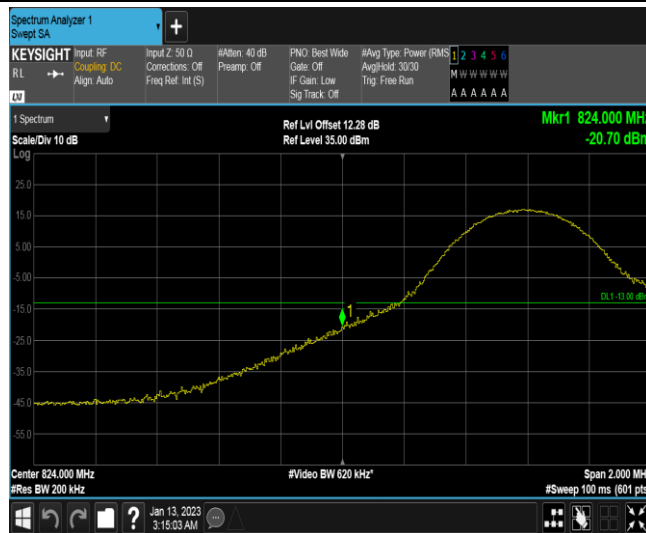 Spectrum Analyzer 1
Swept SA
+
KEYSIGHT
RL
Input: RF
Coupling: DC
Align: Auto
Input Z: 50 Ω
Corrections: Off
Freq Ref: Int (S)
#Atten: 40 dB
Preamp: Off
PNO: Best Wide
Gate: Off
IF Gain: Low
Sig Track: Off
#Avg Type: Power (RMS
Avg|Hold: 30/30
Trig: Free Run
1 2 3 4 5 6
M W W W W W
A A A A A A
LXI
1 Spectrum
Scale/Div 10 dB
Log
Ref Lvl Offset 12.28 dB
Ref Level 35.00 dBm
Mkr1 824.000 MHz
-20.70 dBm
25.0
15.0
5.00
-5.00
-15.0
-25.0
-35.0
-45.0
-55.0
DL1 -13.00 dBm
1
Center 824.000 MHz
#Res BW 200 kHz
#Video BW 620 kHz*
Span 2.000 MHz
#Sweep 100 ms (601 pts)
?
Jan 13, 2023
3:15:03 AM